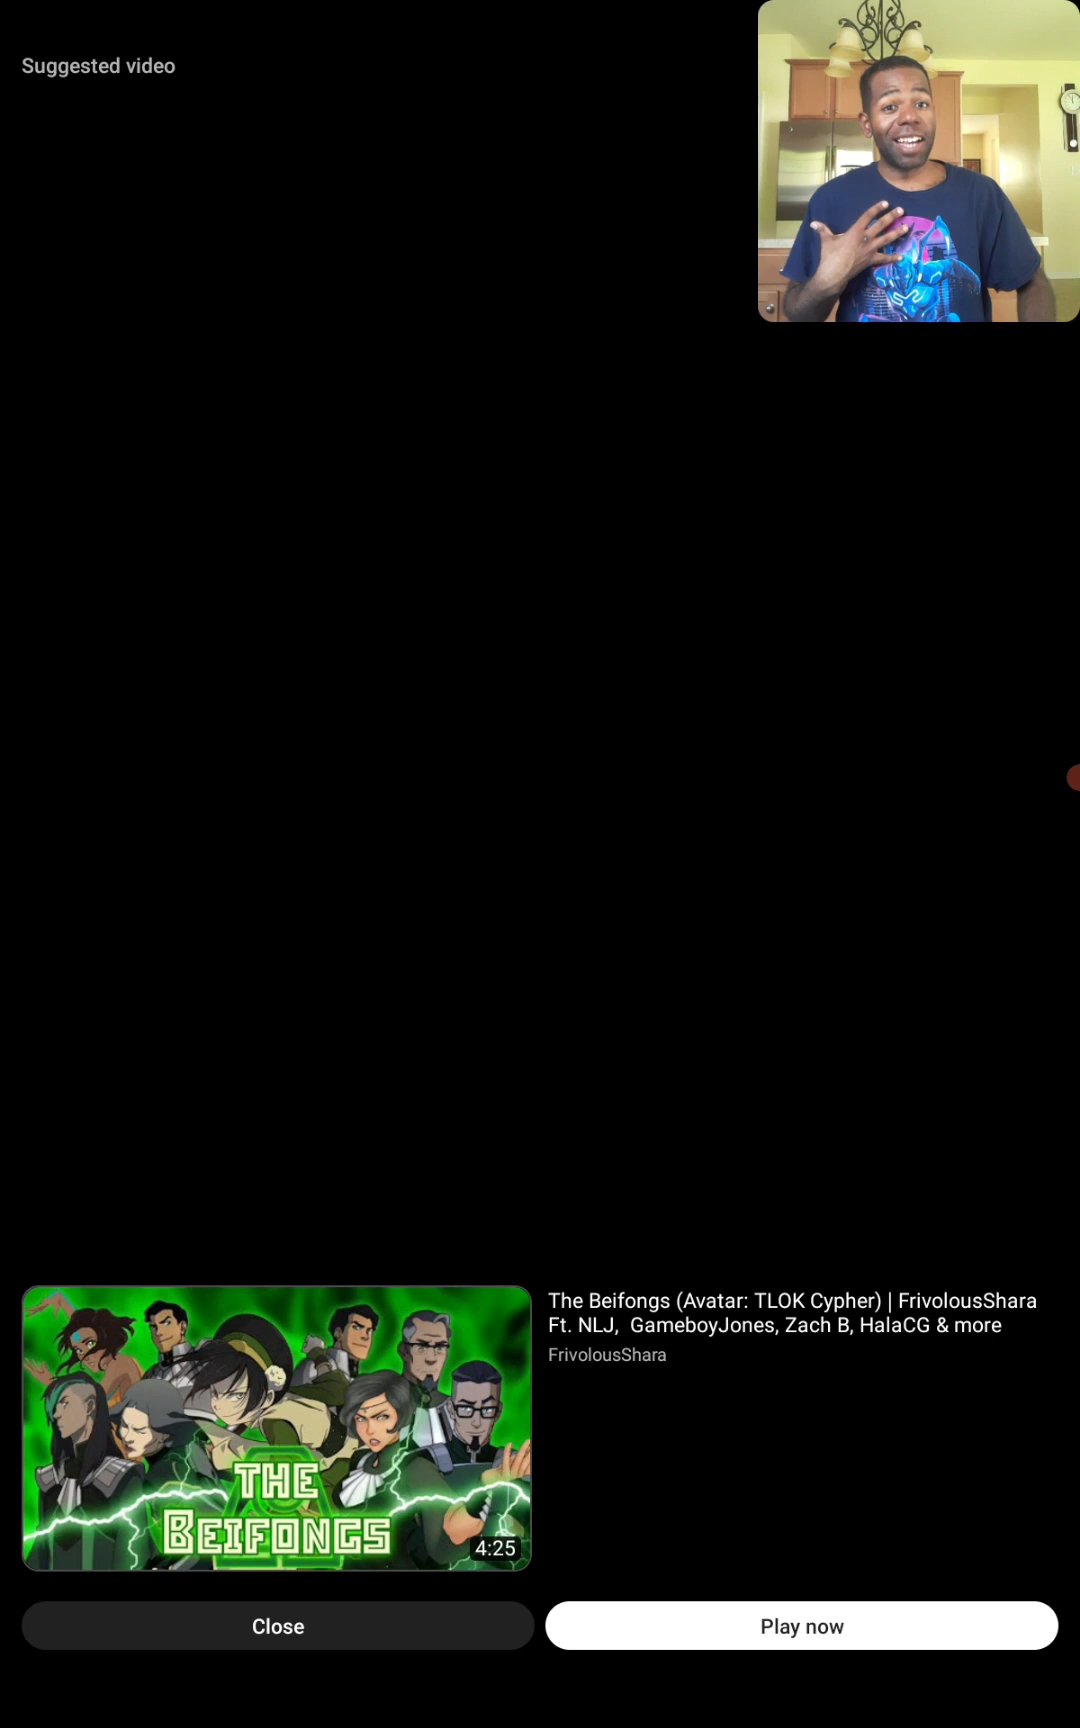 Suggested video
The Beifongs (Avatar: TLOK Cypher) | FrivolousShara
Ft. NLJ,  GameboyJones, Zach B, HalaCG & more
FrivolousShara
THE
BEIFONGS
4:25
Close
Play now